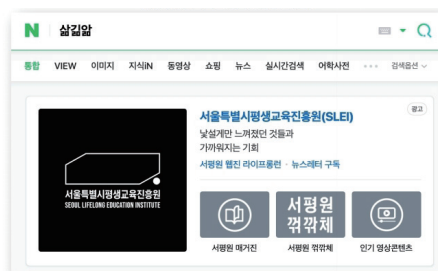 N 삶긺앎
통합 VIEW 이미지 지식iN 동영상 쇼핑 뉴스 실시간검색 어학사전 ••• 검색옵션
서울특별시평생교육진흥원(SLEI) 광고
낯설게만 느껴졌던 것들과
가까워지는 기회
서평원 웹진 라이프롱런 · 뉴스레터 구독
서울특별시평생교육진흥원
SEOUL LIFELONG EDUCATION INSTITUTE
서평원
꺾깎체
서평원 매거진 서평원 꺾깎체 인기 영상콘텐츠